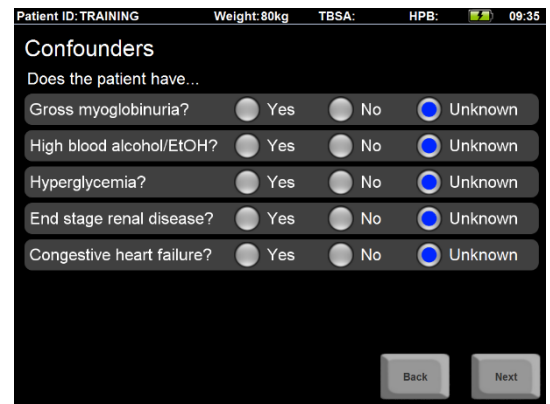 Patient ID:TRAINING Weight:80kg TBSA: HPB: 09:35
Confounders
Does the patient have...
Gross myoglobinuria? Yes No Unknown
High blood alcohol/EtOH? Yes No Unknown
Hyperglycemia? Yes No Unknown
End stage renal disease? Yes No Unknown
Congestive heart failure? Yes No Unknown
Back Next